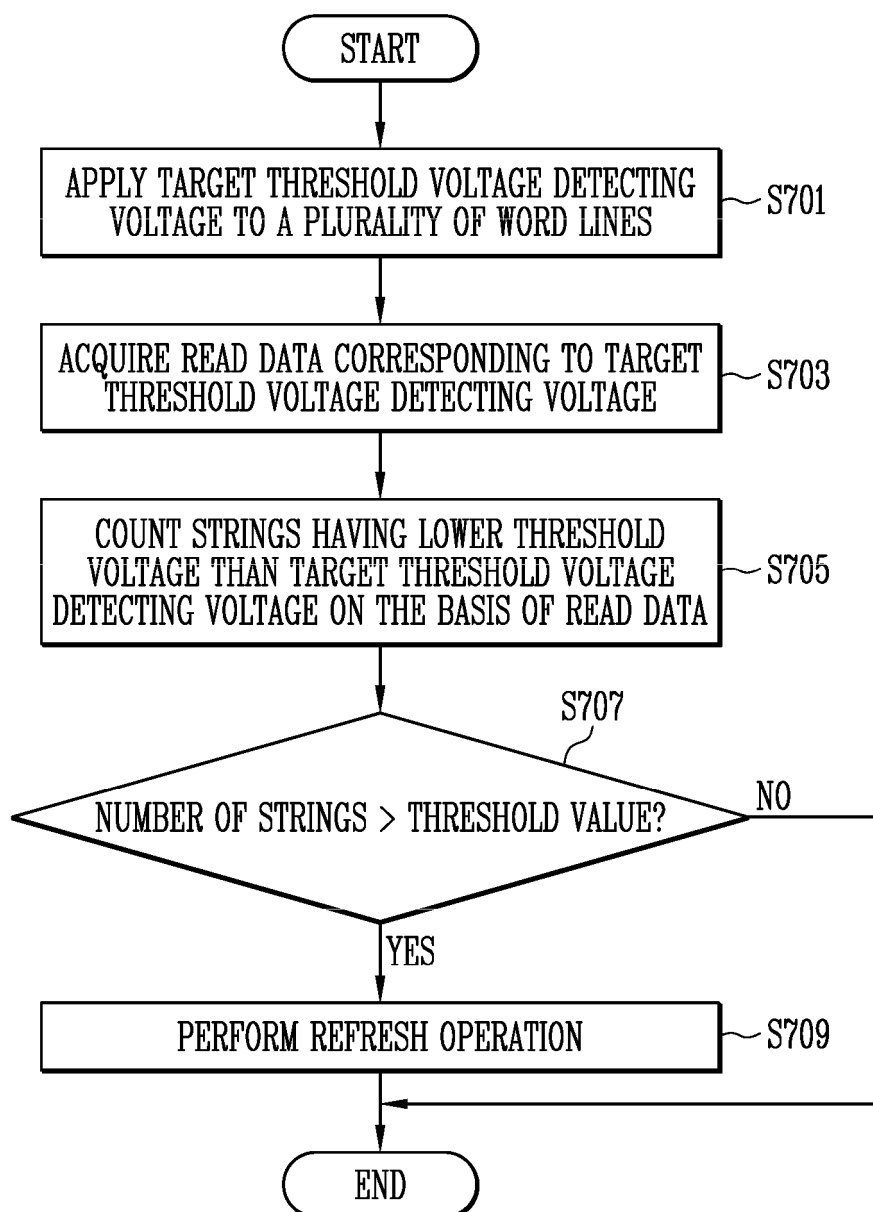 START
APPLY TARGET THRESHOLD VOLTAGE DETECTING
VOLTAGE TO A PLURALITY OF WORD LINES
S701
ACQUIRE READ DATA CORRESPONDING TO TARGET
THRESHOLD VOLTAGE DETECTING VOLTAGE
S703
COUNT STRINGS HAVING LOWER THRESHOLD
VOLTAGE THAN TARGET THRESHOLD VOLTAGE
DETECTING VOLTAGE ON THE BASIS OF READ DATA
S705
S707
NUMBER OF STRINGS > THRESHOLD VALUE?
NO
YES
PERFORM REFRESH OPERATION
S709
END